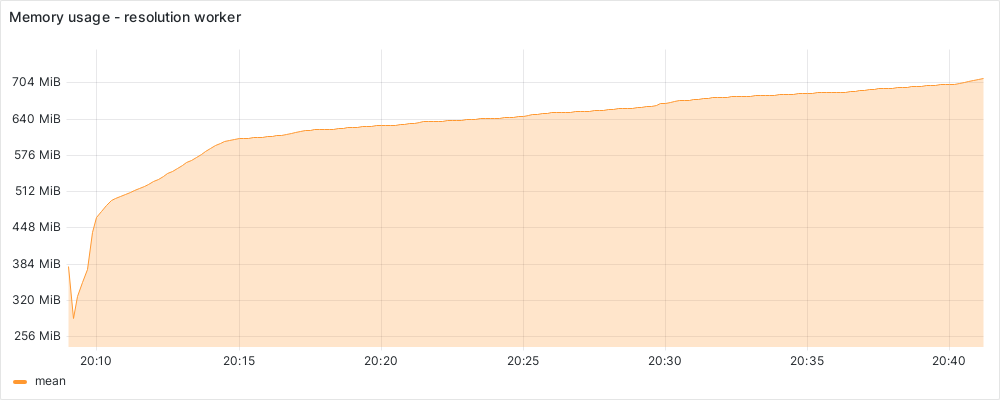 Memory usage - resolution worker
704 MiB
640 MiB
576 MiB
512 MiB
448 MiB
384 MiB
320 MiB
256 MiB
20:10 20:15 20:20 20:25 20:30 20:35 20:40
mean